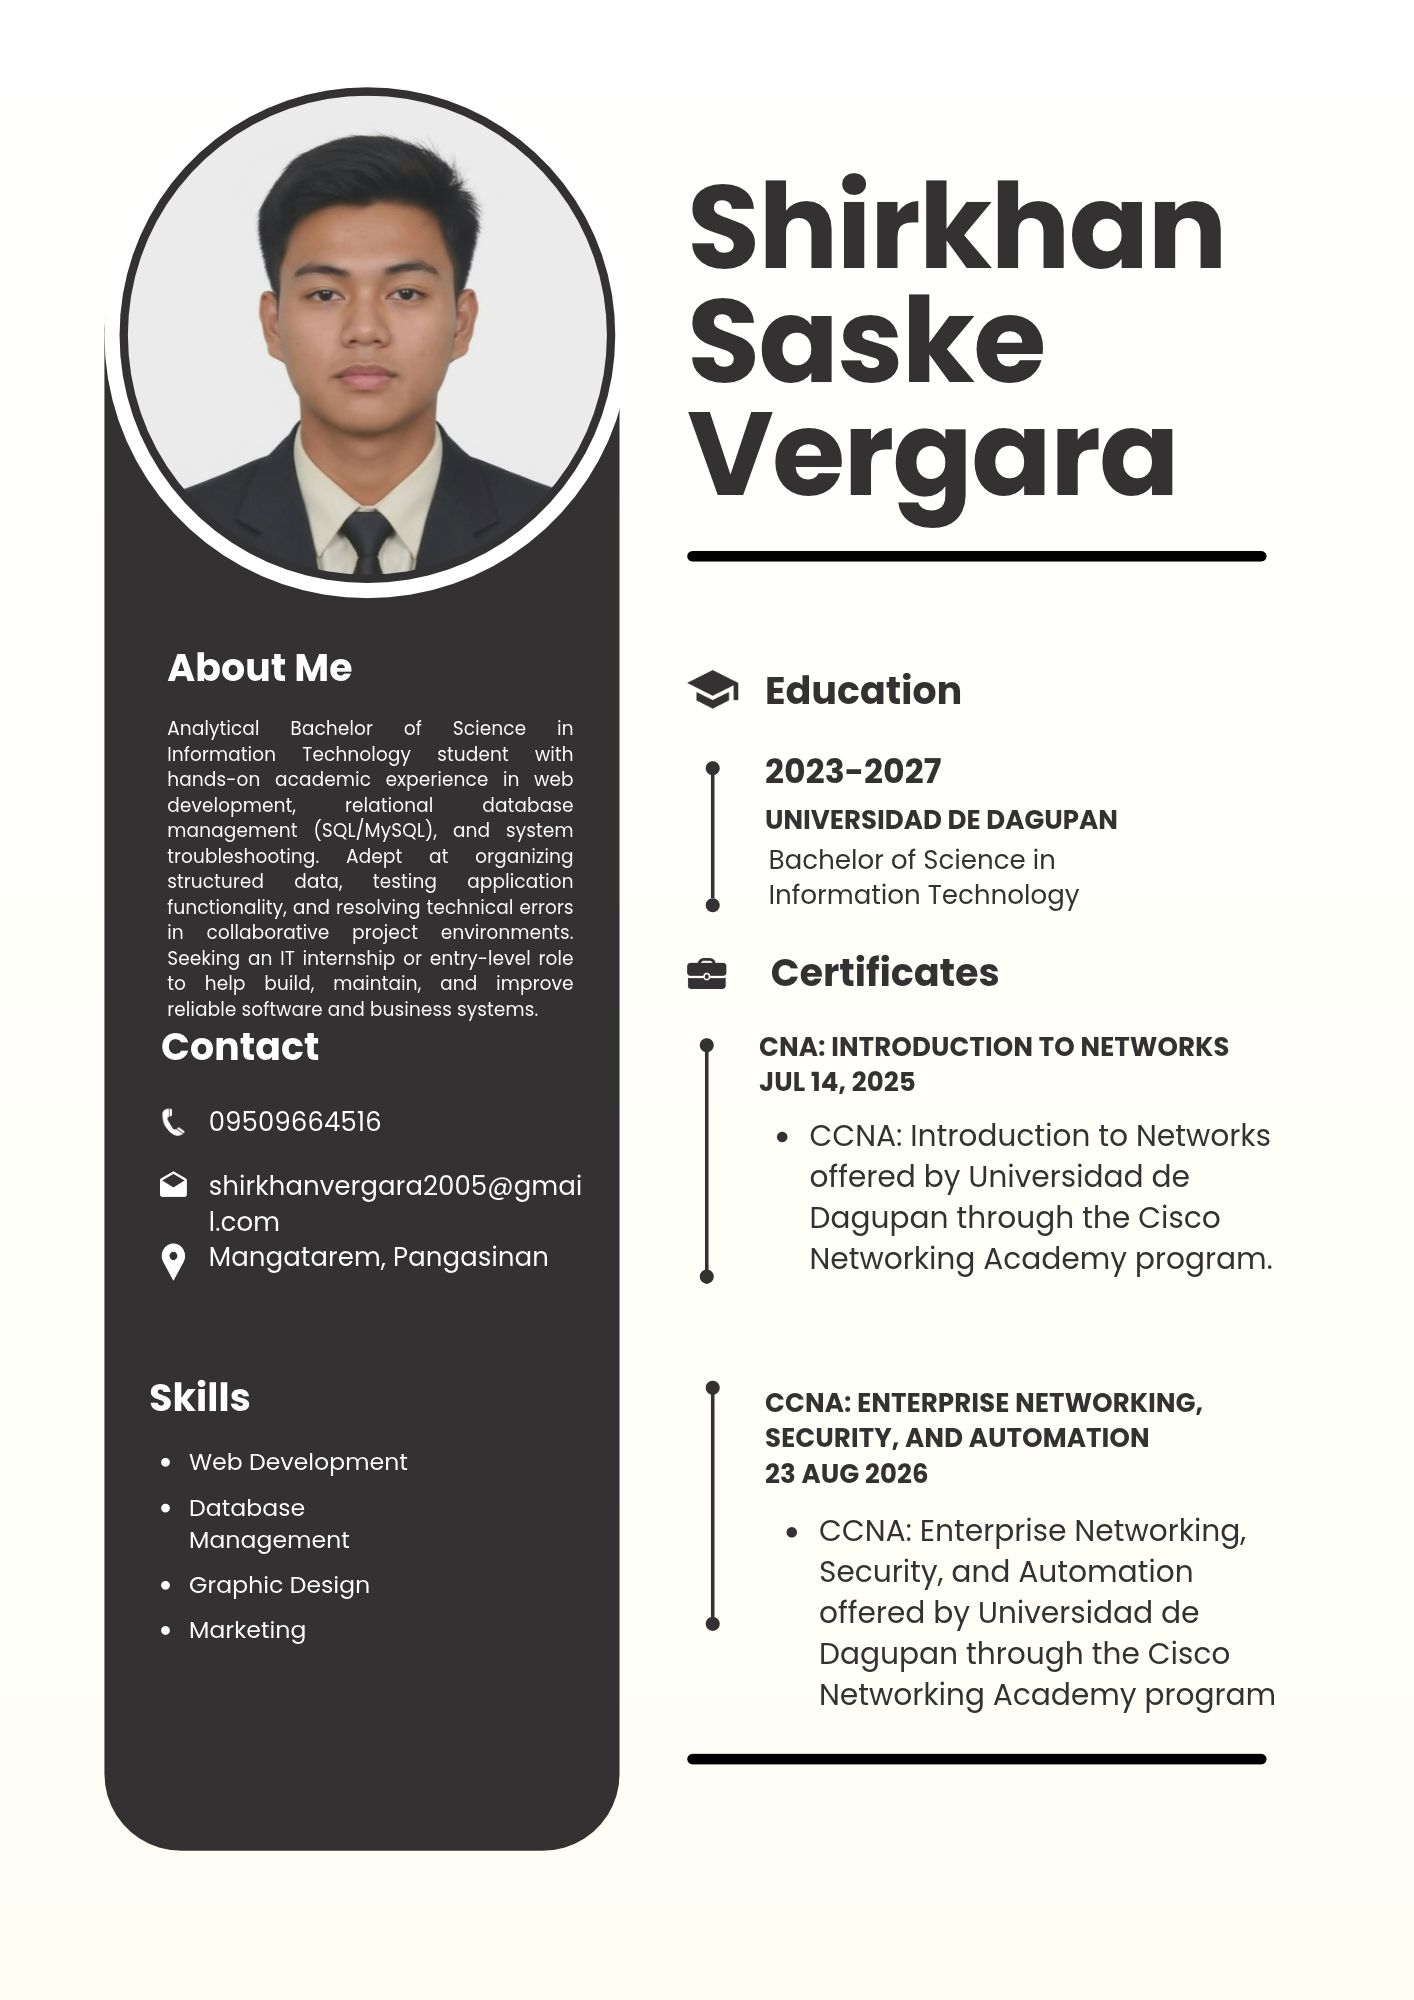 Shirkhan
Saske
Vergara
About Me
Analytical Bachelor of Science in
Information Technology student with
hands-on academic experience in web
development, relational database
management (SQL/MySQL), and system
troubleshooting. Adept at organizing
structured data, testing application
functionality, and resolving technical errors
in collaborative project environments.
Seeking an IT internship or entry-level role
to help build, maintain, and improve
reliable software and business systems.
Contact
09509664516
shirkhanvergara2005@gmai
l.com
Mangatarem, Pangasinan
Skills
• Web Development
• Database
Management
• Graphic Design
• Marketing
Education
2023-2027
UNIVERSIDAD DE DAGUPAN
Bachelor of Science in
Information Technology
Certificates
CNA: INTRODUCTION TO NETWORKS
JUL 14, 2025
• CCNA: Introduction to Networks
offered by Universidad de
Dagupan through the Cisco
Networking Academy program.
CCNA: ENTERPRISE NETWORKING,
SECURITY, AND AUTOMATION
23 AUG 2026
• CCNA: Enterprise Networking,
Security, and Automation
offered by Universidad de
Dagupan through the Cisco
Networking Academy program